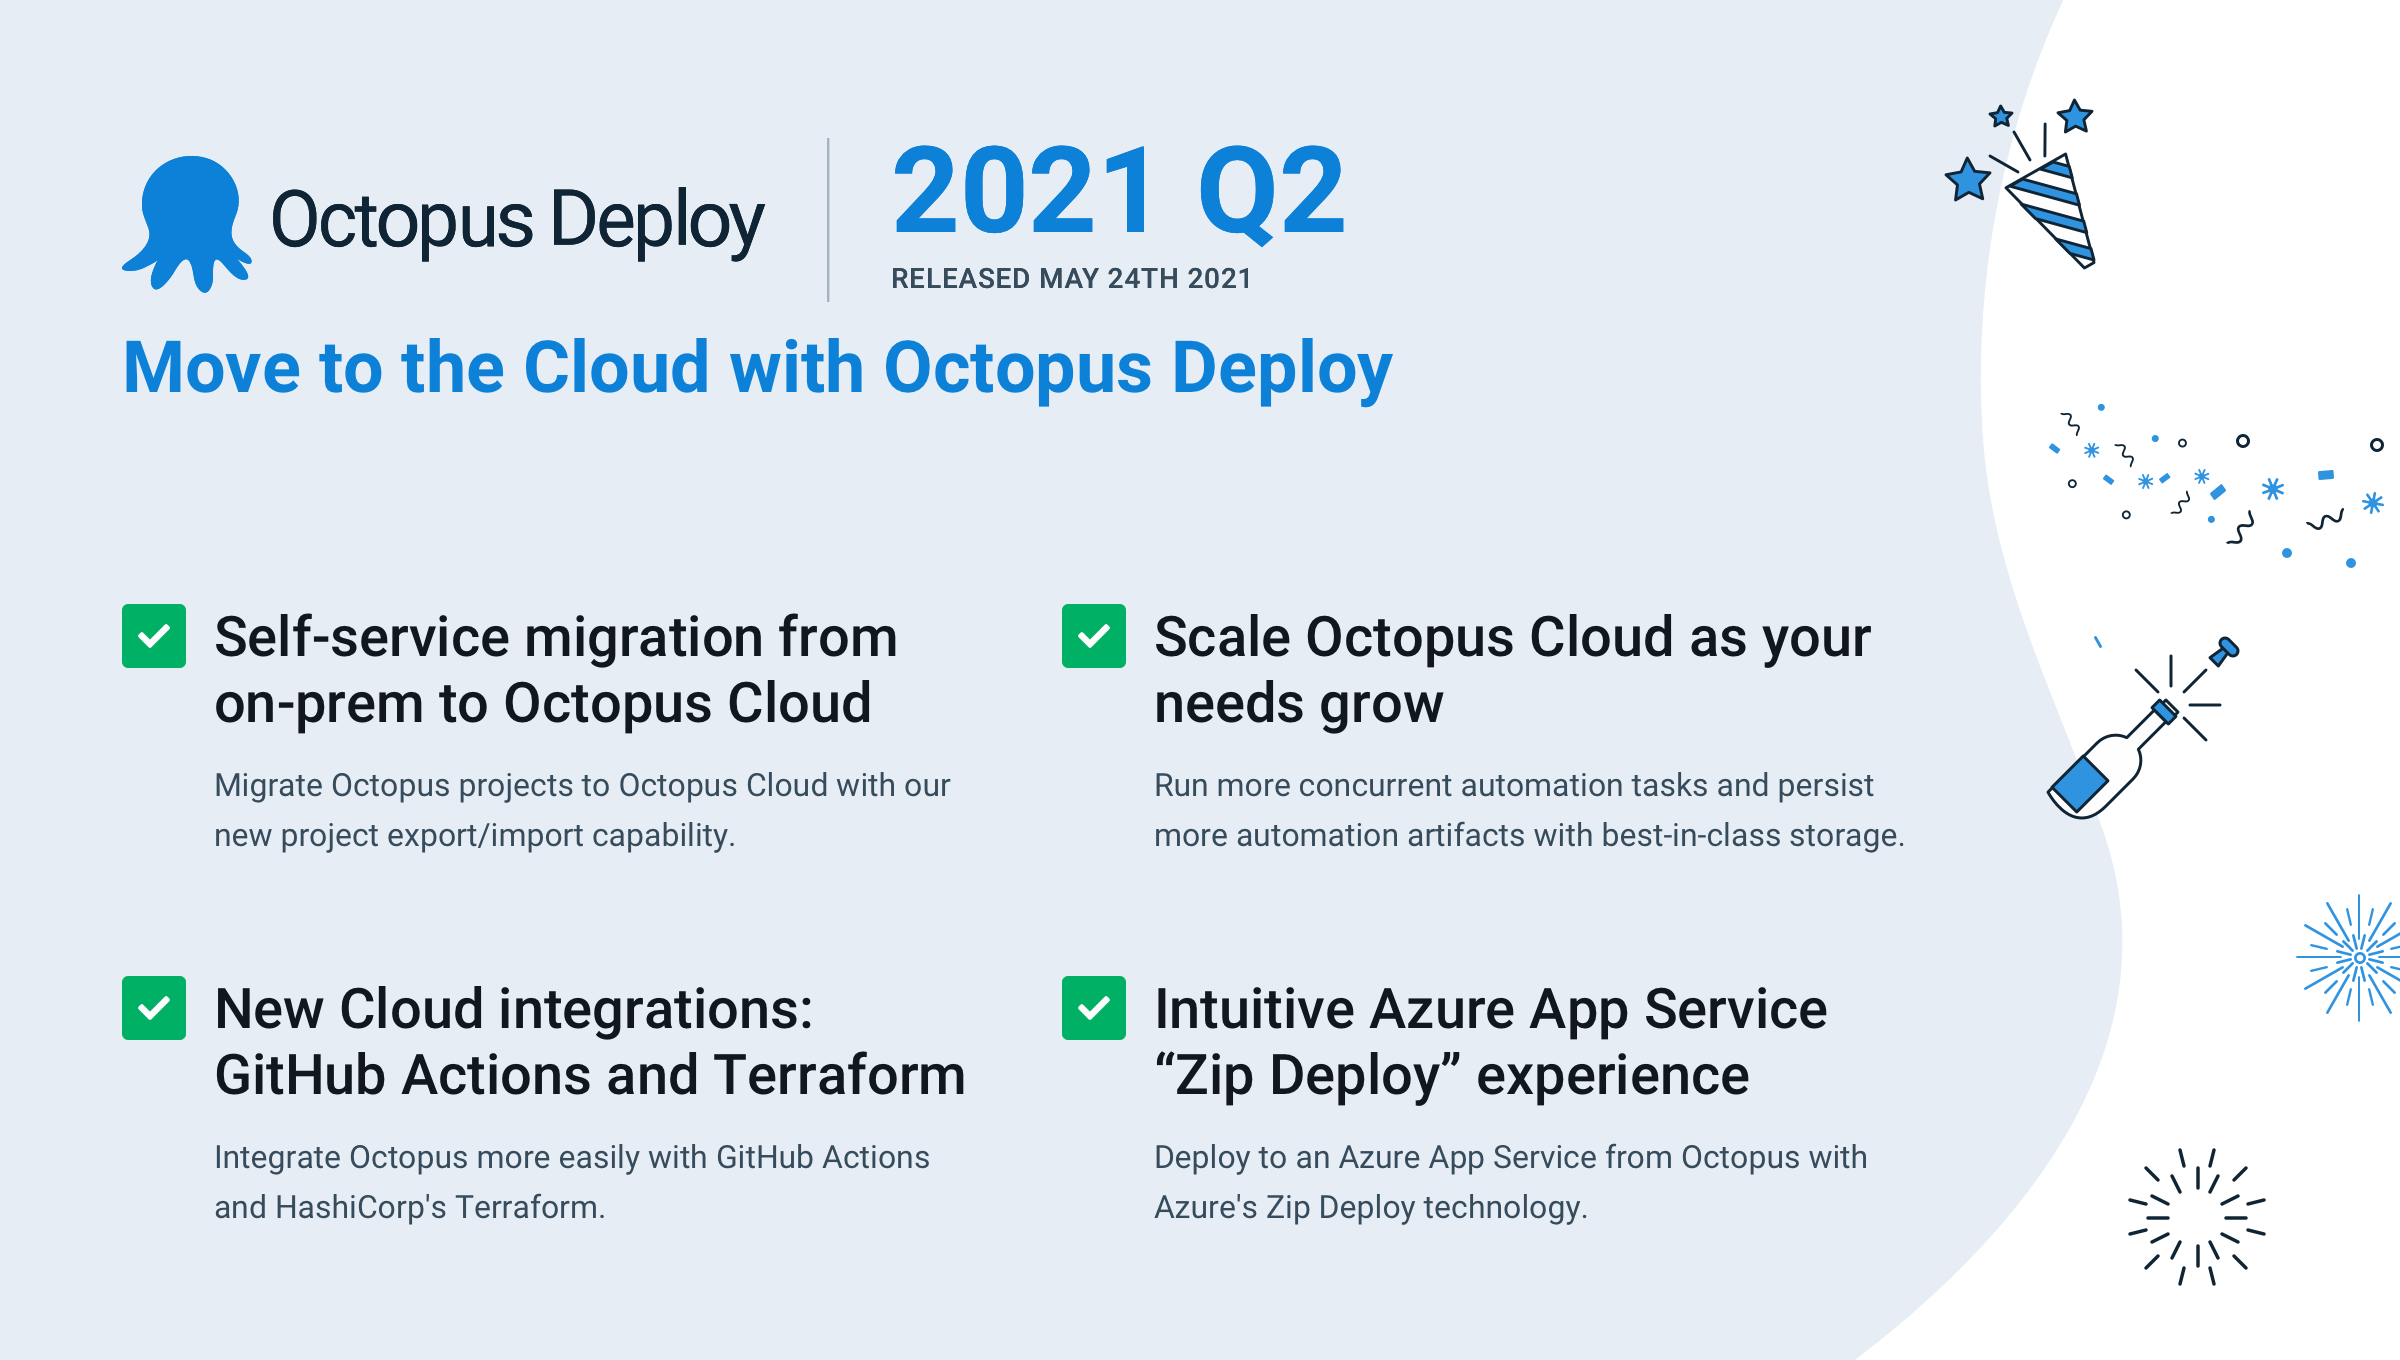 Octopus Deploy
2021 Q2
RELEASED MAY 24TH 2021
Move to the Cloud with Octopus Deploy
Self-service migration from
on-prem to Octopus Cloud
Migrate Octopus projects to Octopus Cloud with our
new project export/import capability.
Scale Octopus Cloud as your
needs grow
Run more concurrent automation tasks and persist
more automation artifacts with best-in-class storage.
New Cloud integrations:
GitHub Actions and Terraform
Integrate Octopus more easily with GitHub Actions
and HashiCorp's Terraform.
Intuitive Azure App Service
“Zip Deploy” experience
Deploy to an Azure App Service from Octopus with
Azure's Zip Deploy technology.